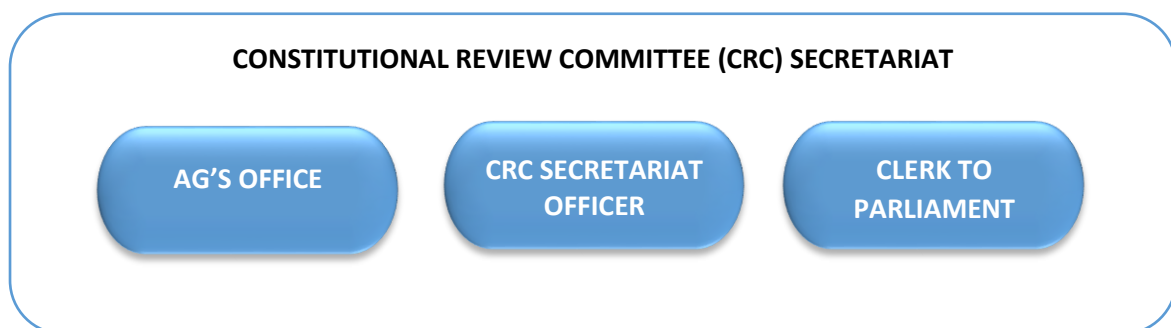 CONSTITUTIONAL REVIEW COMMITTEE (CRC) SECRETARIAT
AG’S OFFICE
CRC SECRETARIAT
OFFICER
CLERK TO
PARLIAMENT